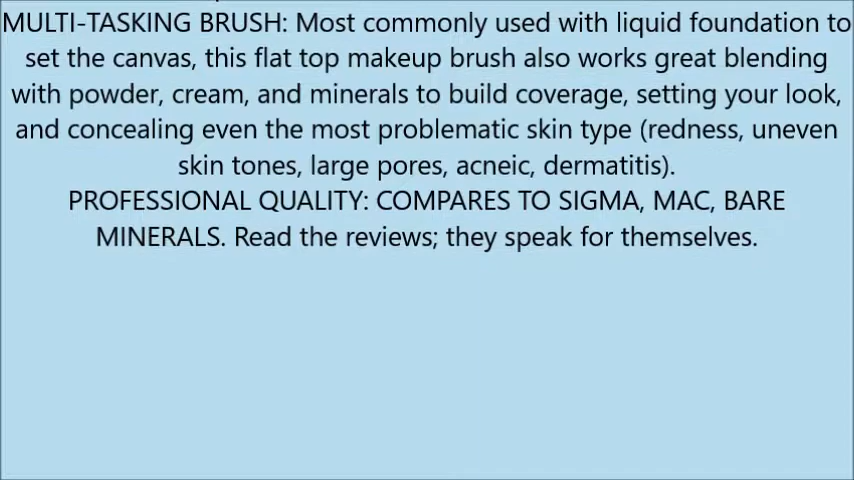 MULTI-TASKING BRUSH: Most commonly used with liquid foundation to
set the canvas, this flat top makeup brush also works great blending
with powder, cream, and minerals to build coverage, setting your look,
and concealing even the most problematic skin type (redness, uneven
skin tones, large pores, acneic, dermatitis).
PROFESSIONAL QUALITY: COMPARES TO SIGMA, MAC, BARE
MINERALS. Read the reviews; they speak for themselves.